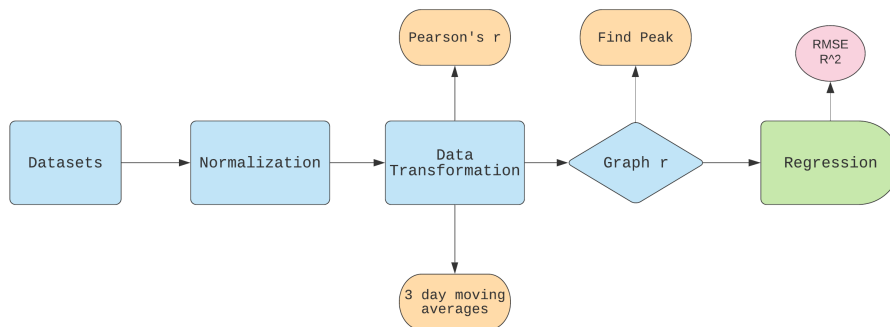 Pearson's r
Find Peak
RMSE
R^2
Datasets
Normalization
Data
Transformation
Graph r
Regression
3 day moving
averages